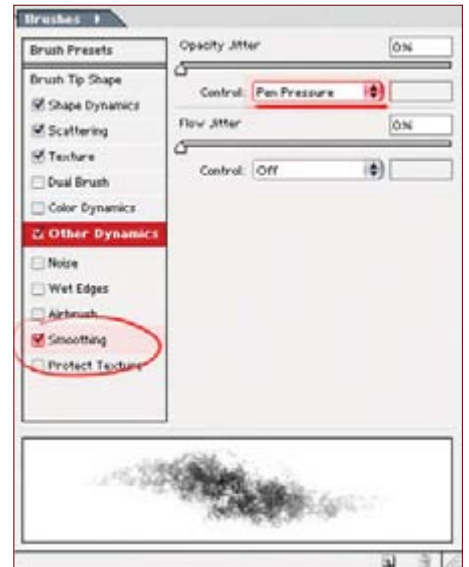 Brushes
Brush Presets
Brush Tip Shape
Shape Dynamics
Scattering
Texture
Dual Brush
Color Dynamics
Other Dynamics
Noise
Wet Edges
Airbrush
Smoothing
Protect Texture
Opacity Jitter 0%
Control: Pen Pressure
Flow Jitter 0%
Control: Off